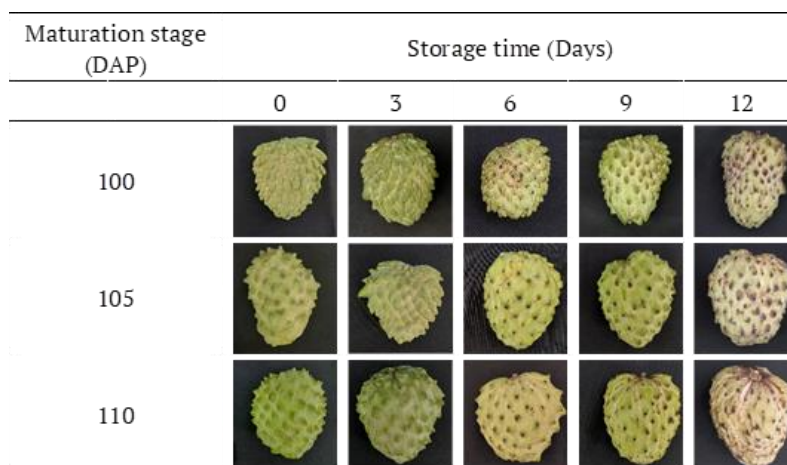 Maturation stage
(DAP)
Storage time (Days)
0 3 6 9 12
100
105
110